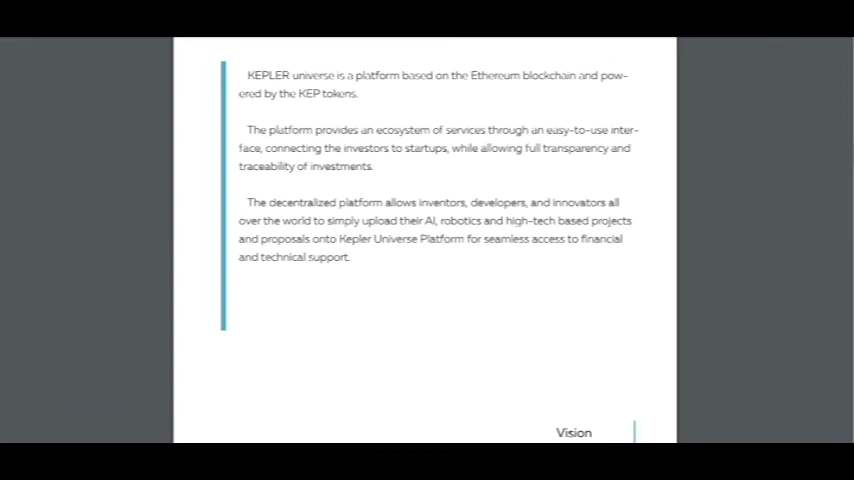 KEPLER universe is a platform based on the Ethereum blockchain and pow-
ered by the KEP tokens.
The platform provides an ecosystem of services through an easy-to-use inter-
face, connecting the investors to startups, while allowing full transparency and
traceability of investments.
The decentralized platform allows inventors, developers, and innovators all
over the world to simply upload their AI, robotics and high-tech based projects
and proposals onto Kepler Universe Platform for seamless access to financial
and technical support.
Vision